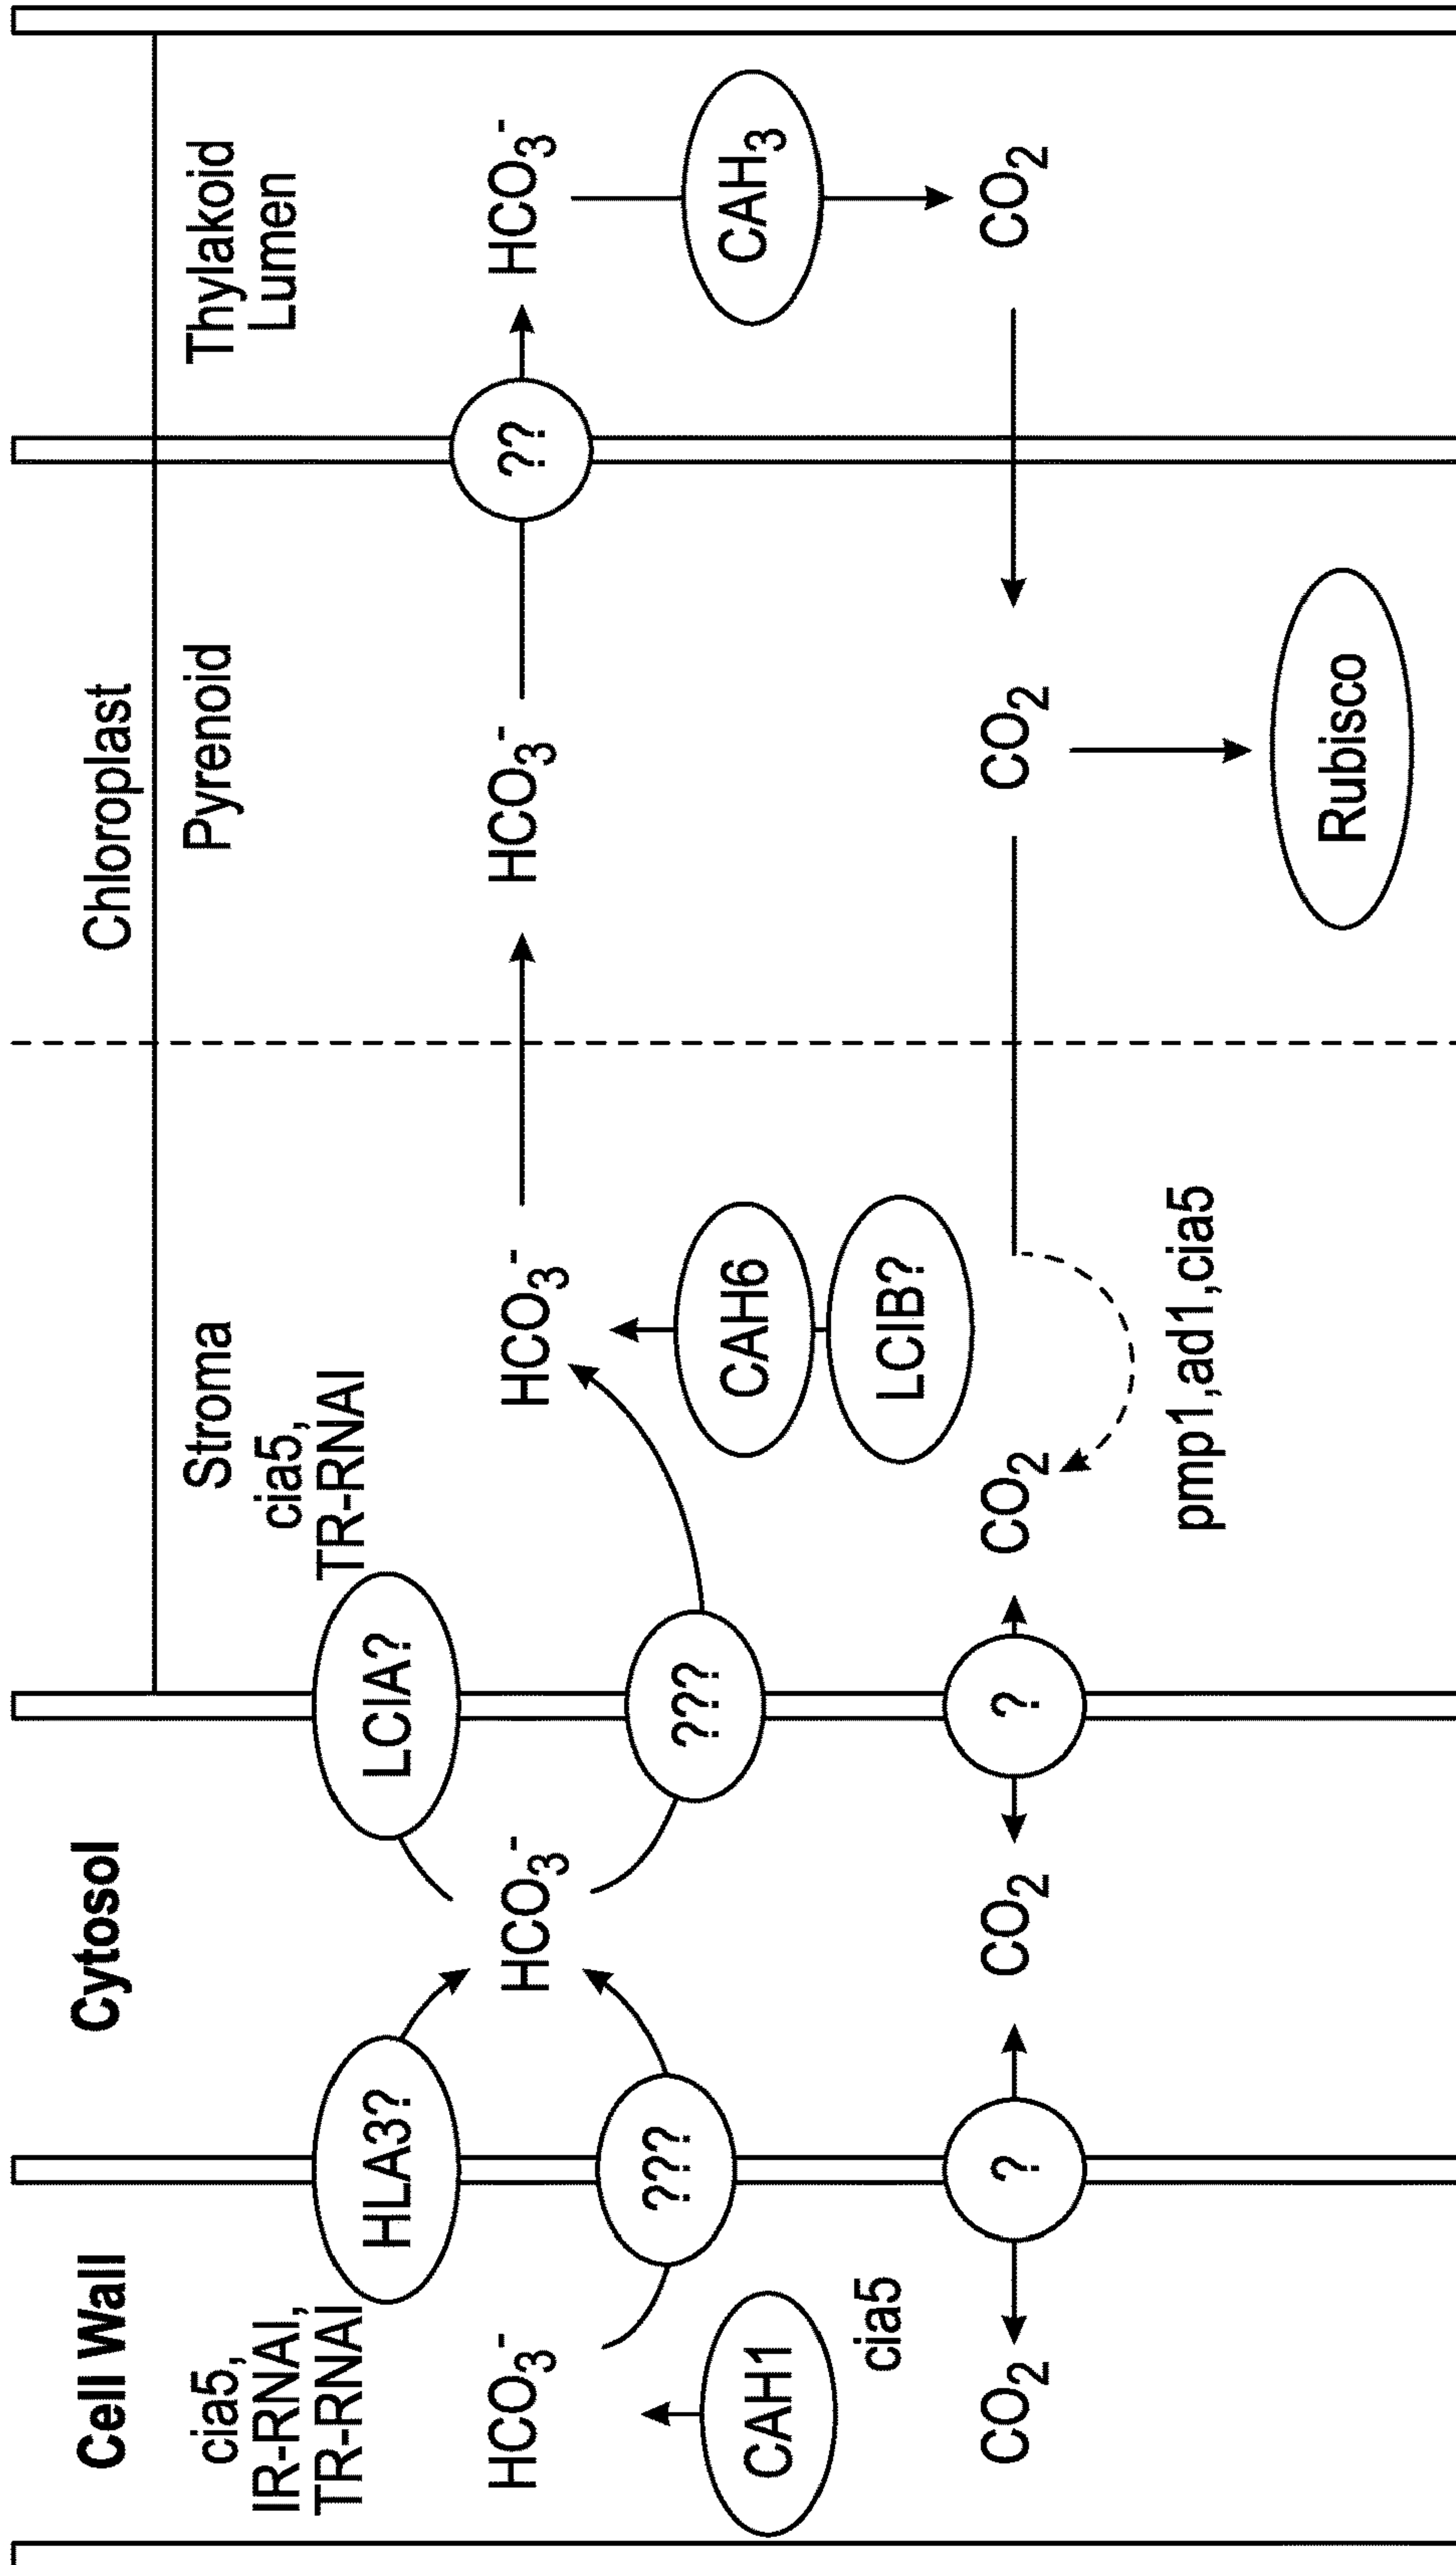 Cell Wall
cia5,
IR-RNAI,
TR-RNAI
HLA3?
HCO3-
???
CAH1
cia5
CO2
?
Cytosol
HCO3-
CO2
LCIA?
???
?
Chloroplast
Stroma
cia5,
TR-RNAI
HCO3-
CAH6
LCIB?
CO2
pmp1,ad1,cia5
Pyrenoid
HCO3-
CO2
Rubisco
??
Thylakoid
Lumen
HCO3-
CAH3
CO2